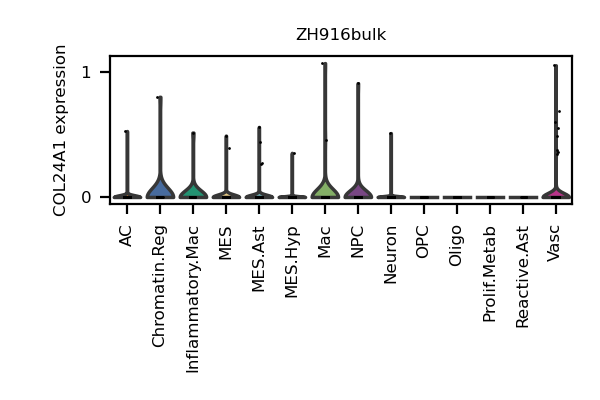 ZH916bulk
COL24A1 expression
1
0
AC
Chromatin.Reg
Inflammatory.Mac
MES
MES.Ast
MES.Hyp
Mac
NPC
Neuron
OPC
Oligo
Prolif.Metab
Reactive.Ast
Vasc